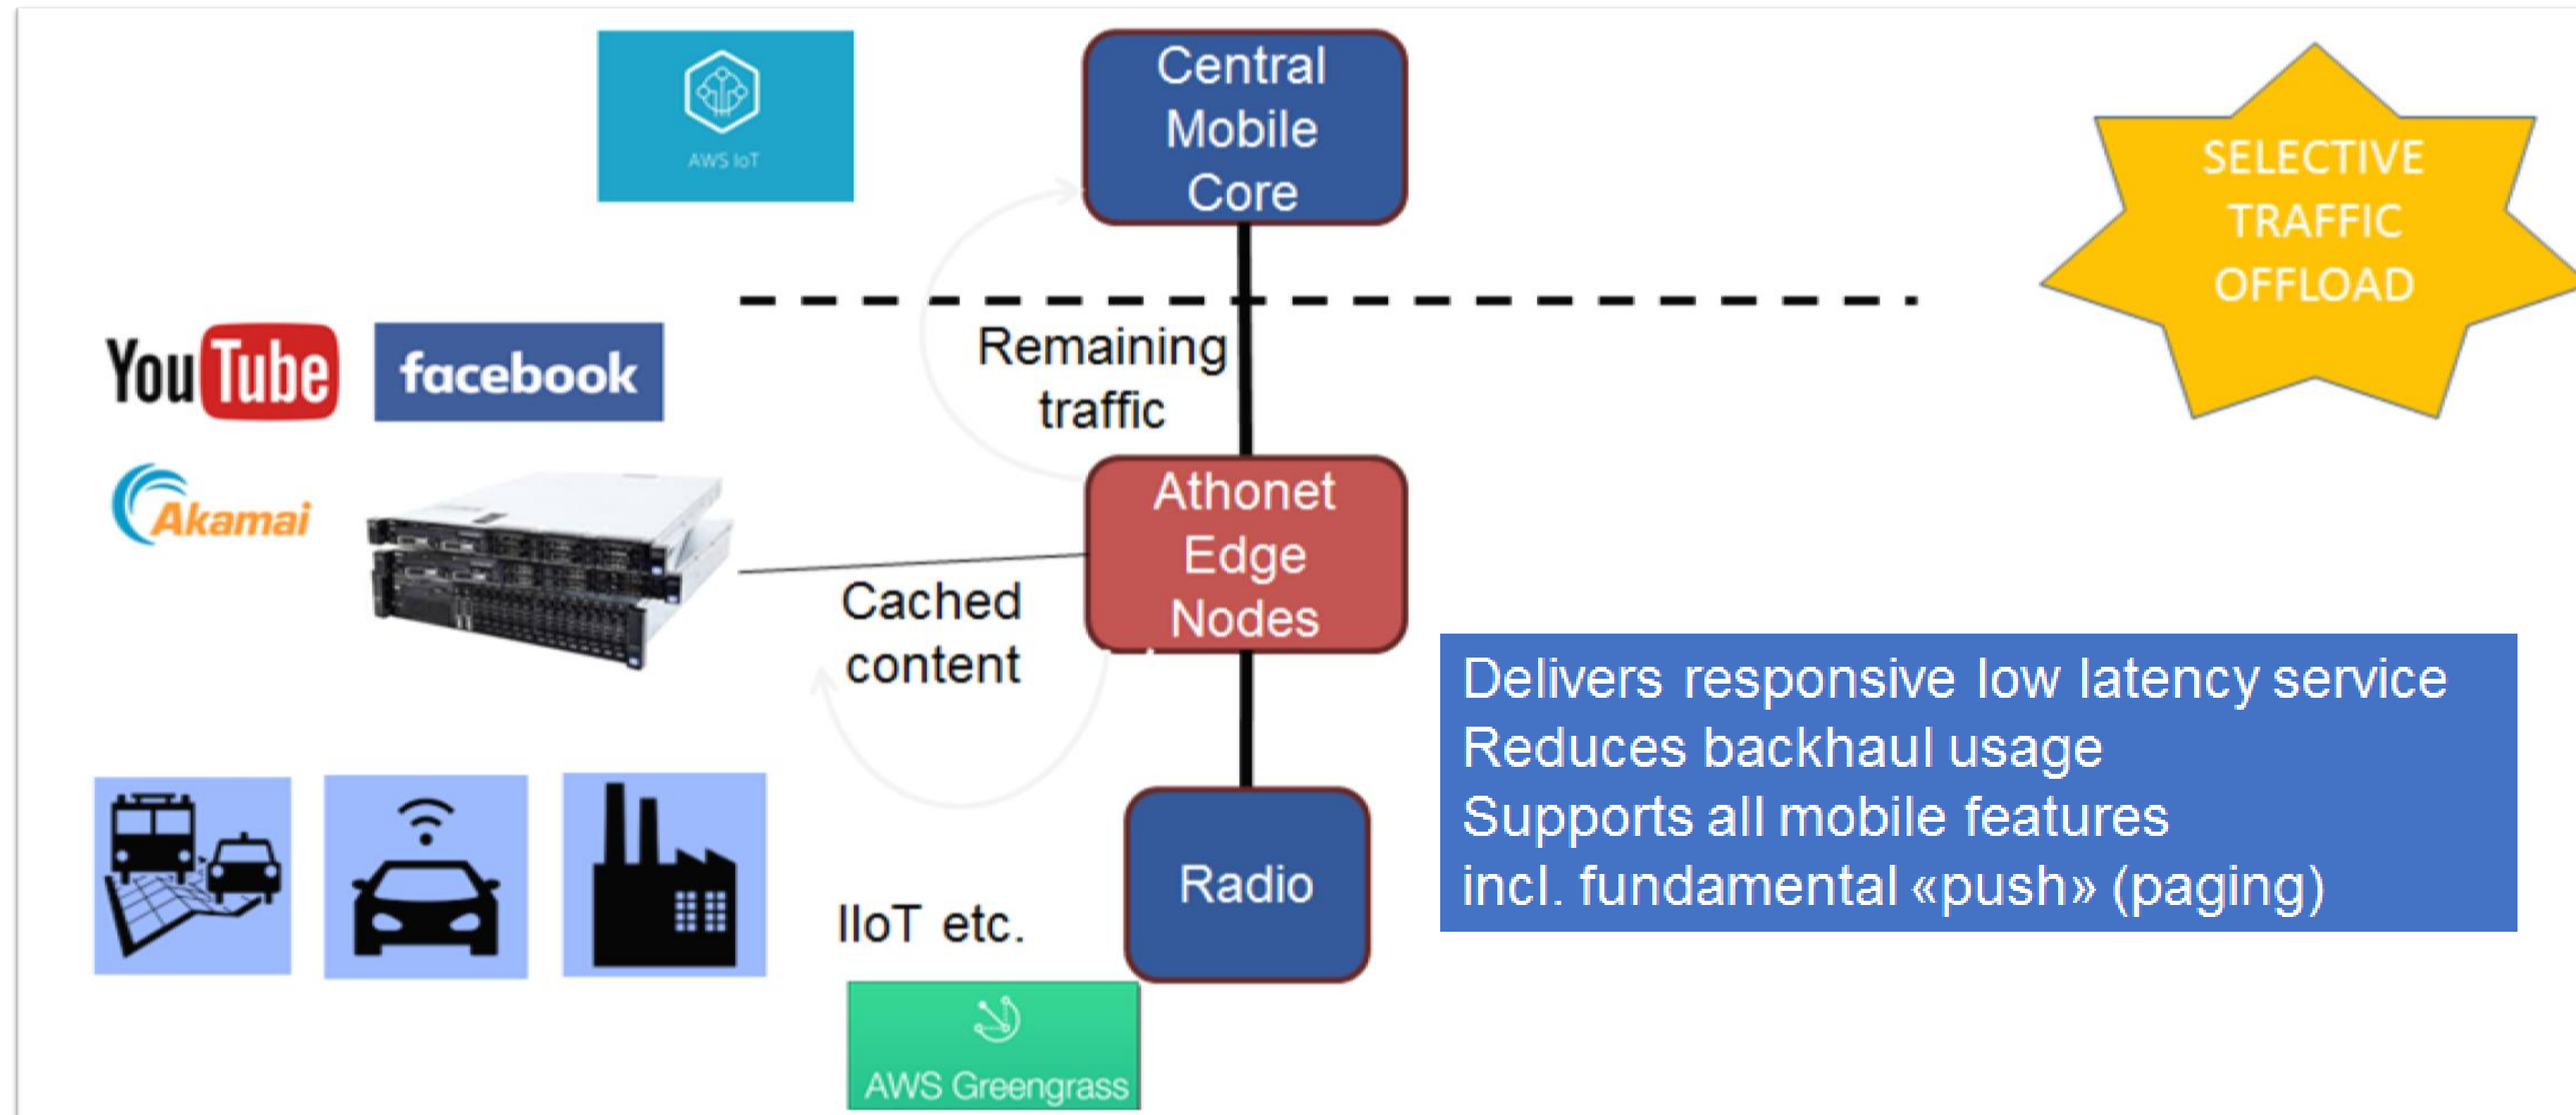 AWS IoT
Central
Mobile
Core
SELECTIVE
TRAFFIC
OFFLOAD
YouTube
facebook
Akamai
Remaining
traffic
Athonet
Edge
Nodes
Cached
content
Delivers responsive low latency service
Reduces backhaul usage
Supports all mobile features
incl. fundamental «push» (paging)
Radio
IIoT etc.
AWS Greengrass